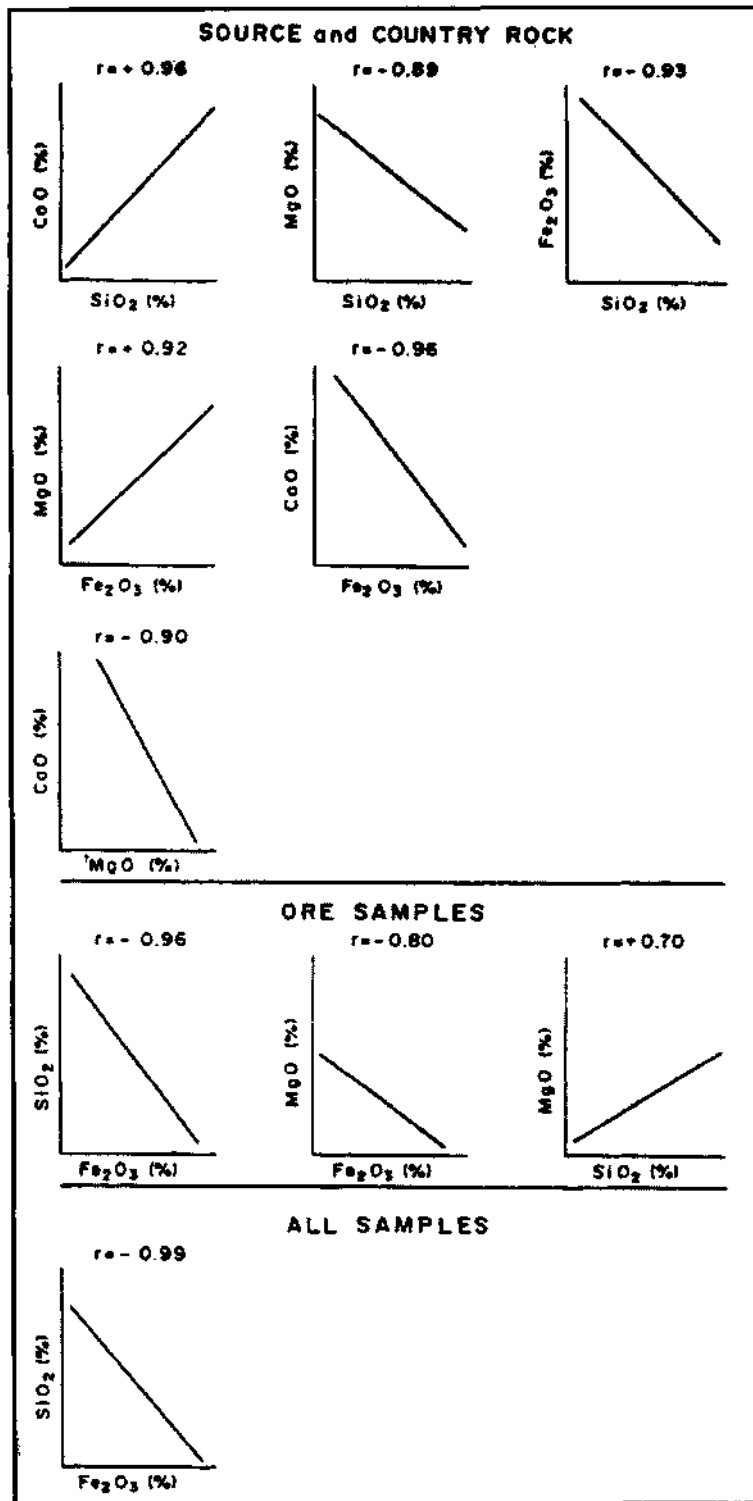 SOURCE and COUNTRY ROCK
r = + 0.96
r = - 0.89
r = - 0.93
CaO (%)
SiO₂ (%)
MgO (%)
SiO₂ (%)
Fe₂O₃ (%)
SiO₂ (%)
r = + 0.92
r = - 0.96
MgO (%)
Fe₂O₃ (%)
CaO (%)
Fe₂O₃ (%)
r = - 0.90
CaO (%)
MgO (%)
ORE SAMPLES
r = - 0.96
r = - 0.80
r = + 0.70
SiO₂ (%)
Fe₂O₃ (%)
MgO (%)
Fe₂O₃ (%)
MgO (%)
SiO₂ (%)
ALL SAMPLES
r = - 0.99
SiO₂ (%)
Fe₂O₃ (%)